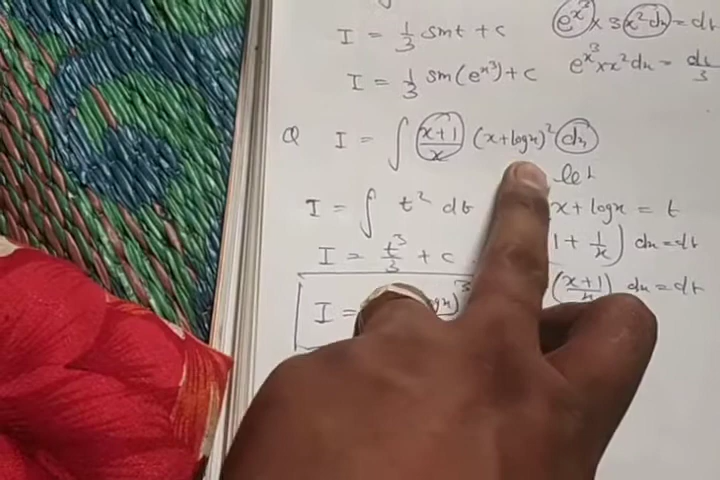 I = 1/3 sin t + c
e^x³ × 3 x² dx = dt
I = 1/3 sin(e^x³) + c
e^x³ × x² dx = dt/3
Q I = ∫ (x+1)/x (x + log x)² dx
let
I = ∫ t² dt
x + log x = t
I = t³/3 + c
1 + 1/x) dx = dt
I =
(x+1)/x) dx = dt